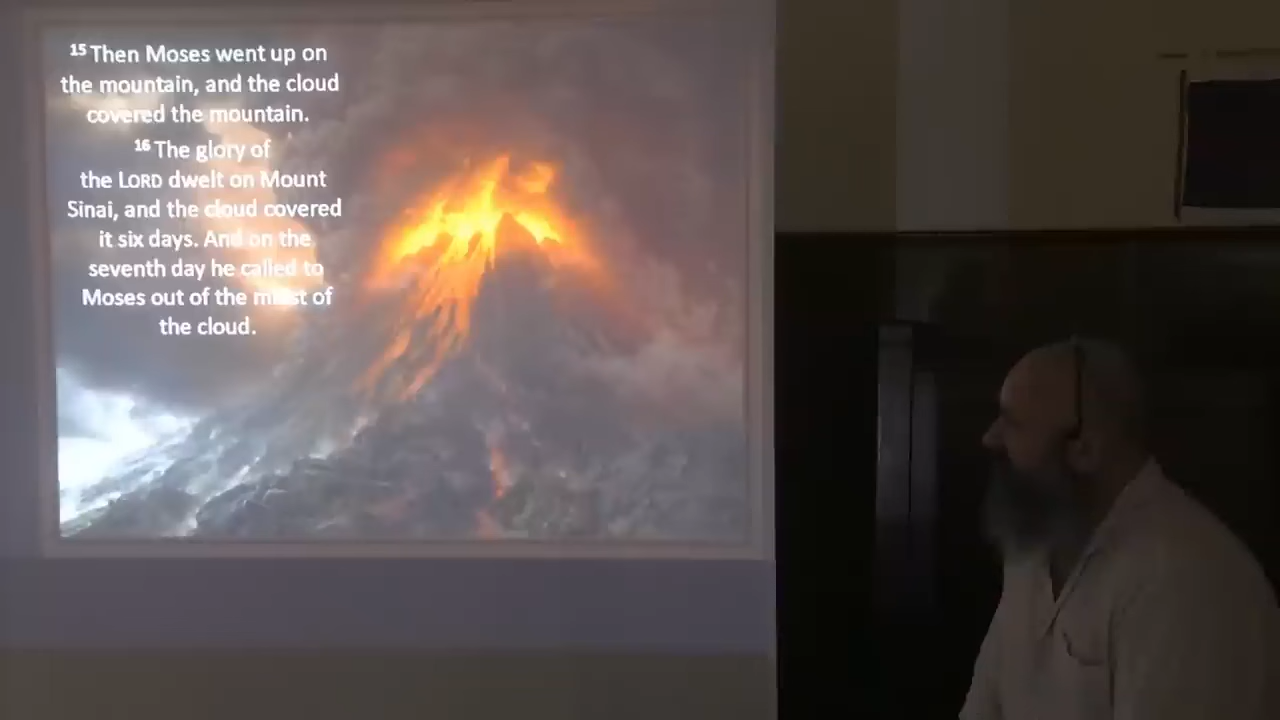 15 Then Moses went up on
the mountain, and the cloud
covered the mountain.
16 The glory of
the LORD dwelt on Mount
Sinai, and the cloud covered
it six days. And on the
seventh day he called to
Moses out of the midst of
the cloud.